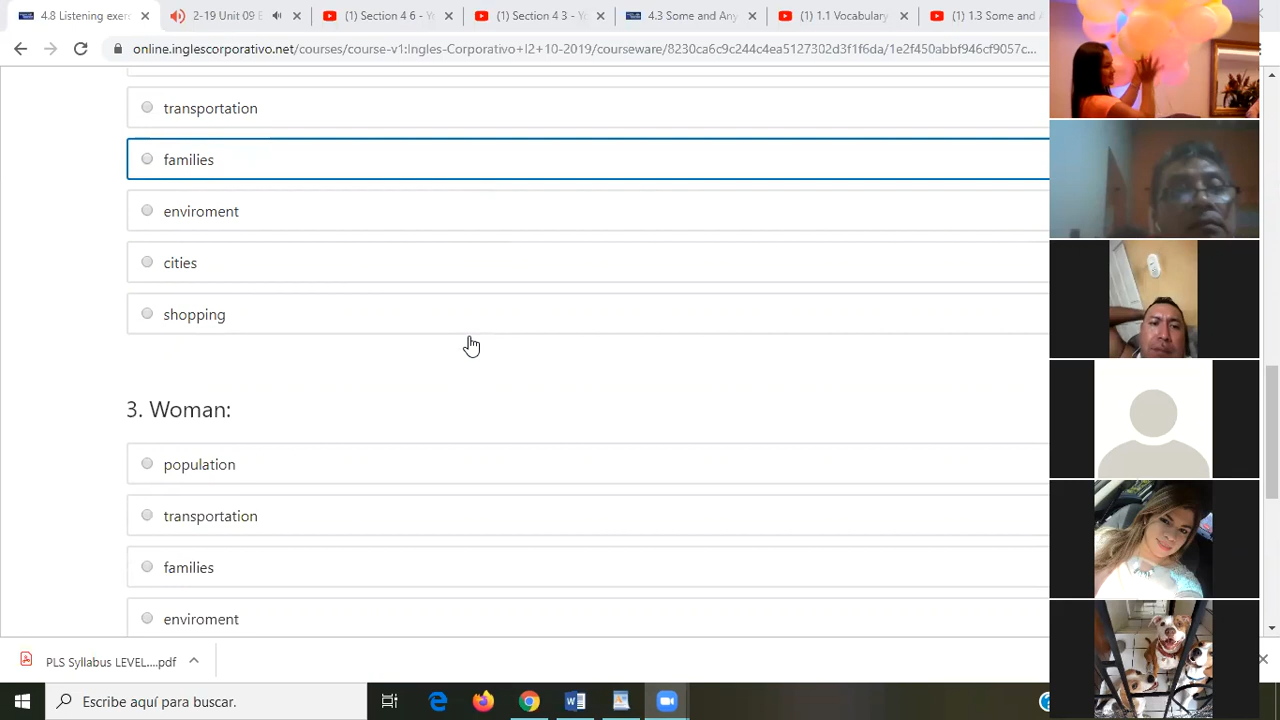 4.8 Listening exerc
2-19 Unit 09 E
(1) Section 4 6 - Yo
(1) Section 4 3 - Yo
4.3 Some and Any
(1) 1.1 Vocabulary
(1) 1.3 Some and A
online.inglescorporativo.net/courses/course-v1:Ingles-Corporativo+l2+10-2019/courseware/8230ca6c9c244c4ea5127302d3f1f6da/1e2f450abbf946cf9057c...
transportation
families
enviroment
cities
shopping
3. Woman:
population
transportation
families
enviroment
PLS Syllabus LEVEL....pdf
Escribe aquí para buscar.